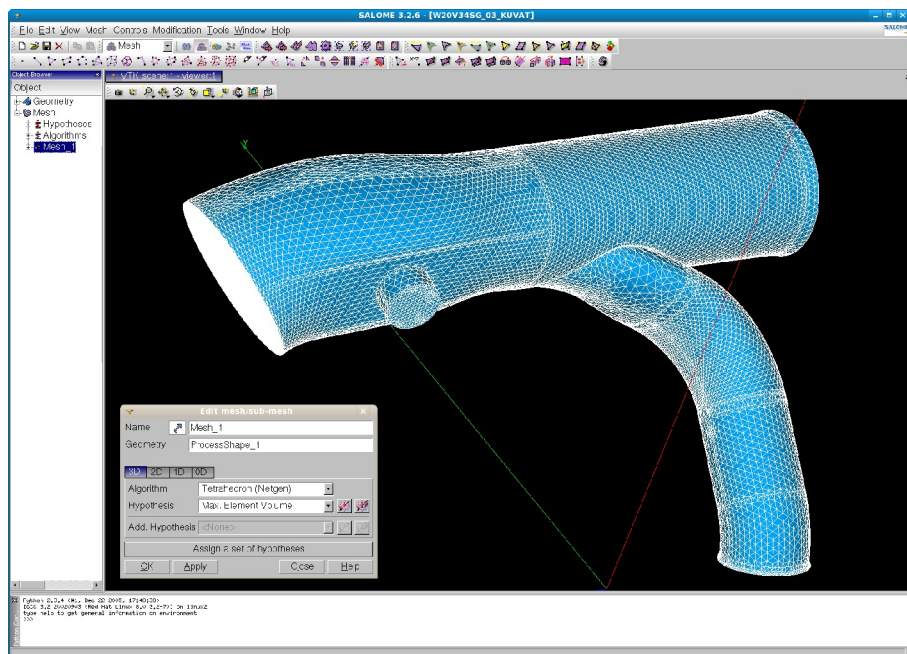 SALOME 3.2.6 - [W20V34SG_03_KUVAT]
File Edit View Mesh Controls Modification Tools Window Help
SALOME
Mesh
Object Browser
VTK scene:1 - viewer:1
Object
Geometry
Mesh
Hypotheses
Algorithms
Mesh_1
Y
Edit mesh/sub-mesh
Name Mesh_1
Geometry ProcessShape_1
3D 2D 1D 0D
Algorithm Tetrahedron (Netgen)
Hypothesis Max. Element Volume
Add. Hypothesis <None>
Assign a set of hypotheses
OK Apply Close Help
type help to get general information on environment
>>>